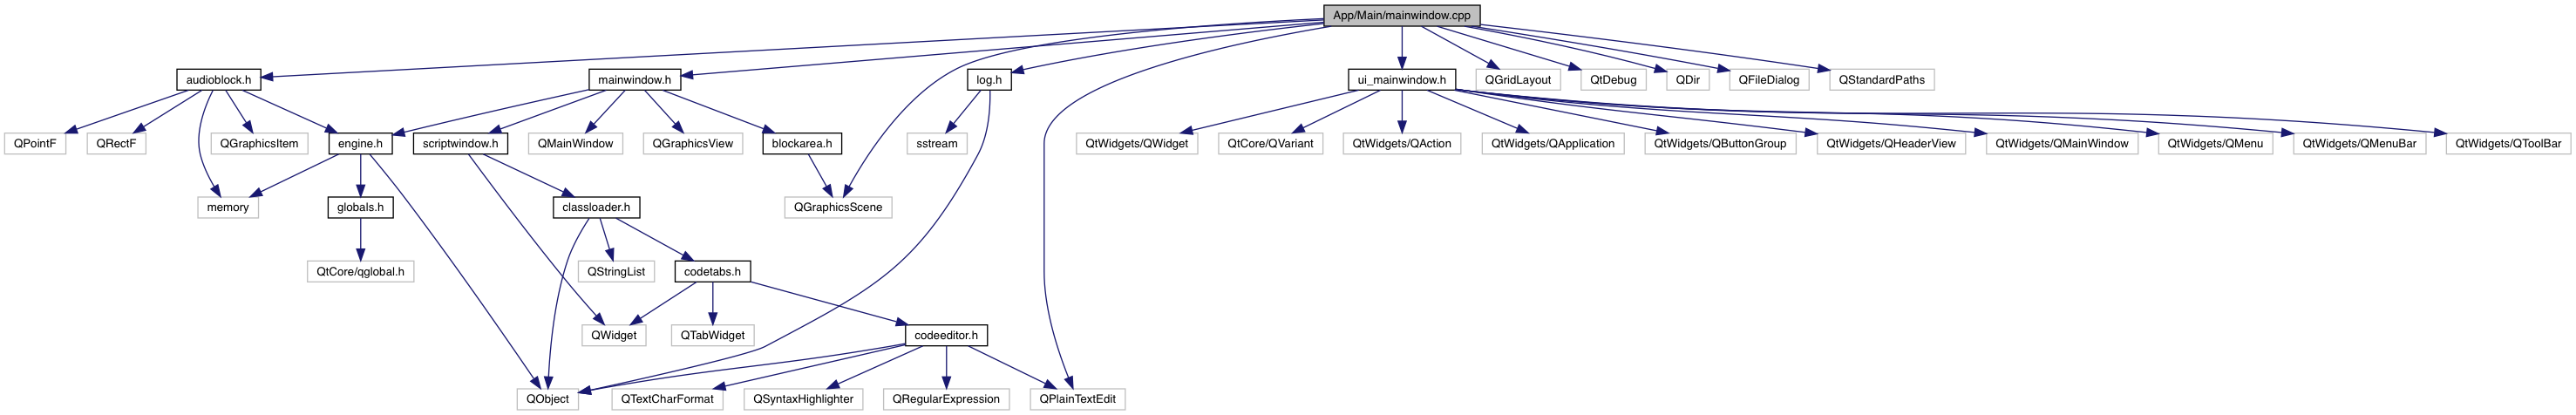 App/Main/mainwindow.cpp
audioblock.h
mainwindow.h
log.h
ui_mainwindow.h
QGridLayout
QtDebug
QDir
QFileDialog
QStandardPaths
QPointF
QRectF
QGraphicsItem
engine.h
scriptwindow.h
QMainWindow
QGraphicsView
blockarea.h
sstream
QtWidgets/QWidget
QtCore/QVariant
QtWidgets/QAction
QtWidgets/QApplication
QtWidgets/QButtonGroup
QtWidgets/QHeaderView
QtWidgets/QMainWindow
QtWidgets/QMenu
QtWidgets/QMenuBar
QtWidgets/QToolBar
memory
globals.h
classloader.h
QGraphicsScene
QtCore/qglobal.h
QStringList
codetabs.h
QWidget
QTabWidget
codeeditor.h
QObject
QTextCharFormat
QSyntaxHighlighter
QRegularExpression
QPlainTextEdit